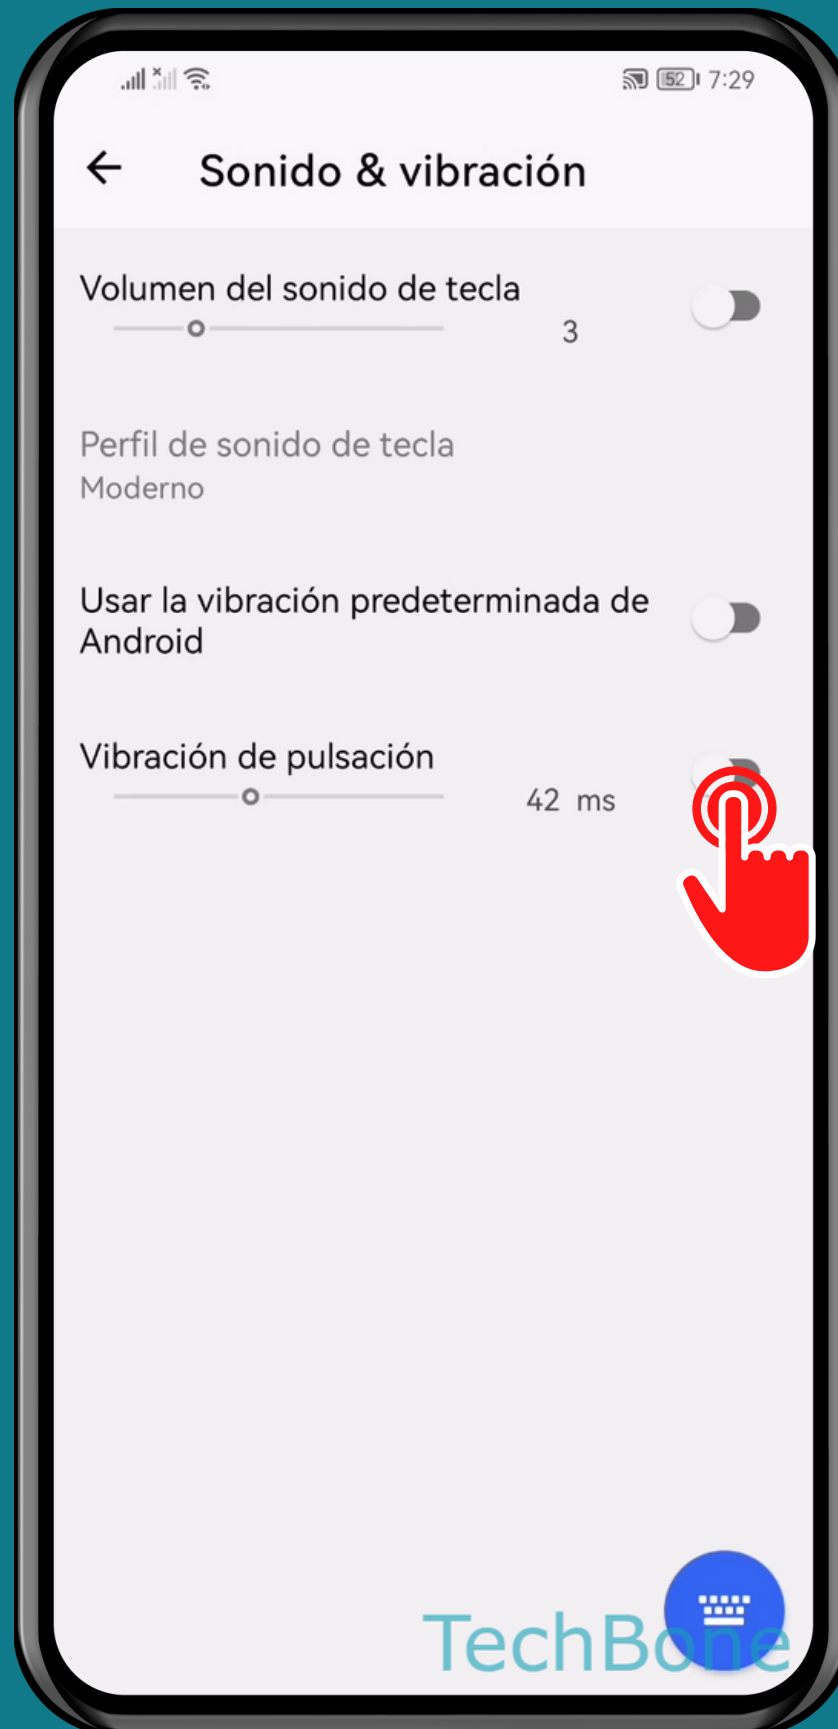 52 7:29
Sonido & vibración
Volumen del sonido de tecla
3
Perfil de sonido de tecla
Moderno
Usar la vibración predeterminada de
Android
Vibración de pulsación
42 ms
TechBone